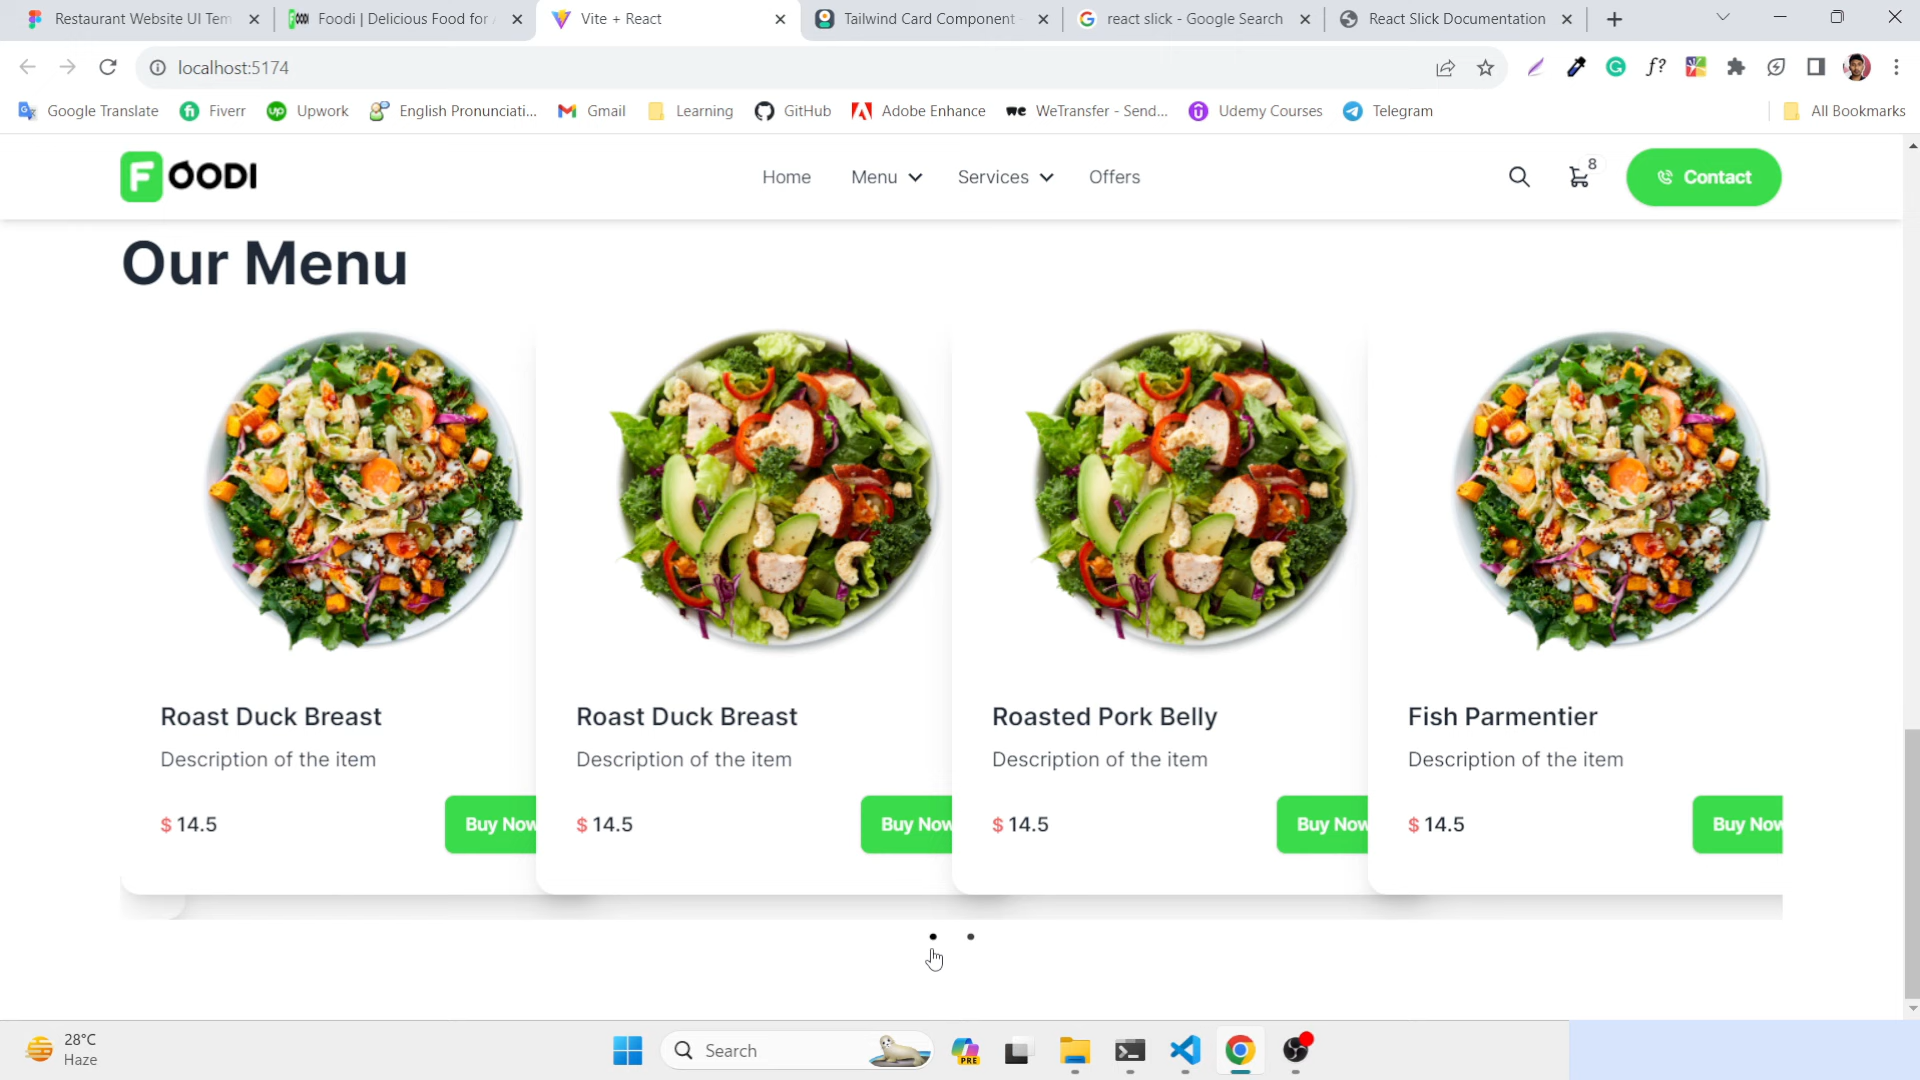 Restaurant Website UI Tem
Foodi | Delicious Food for
Vite + React
Tailwind Card Component
react slick - Google Search
React Slick Documentation
localhost:5174
f?
Google Translate
Fiverr
Upwork
English Pronunciati...
Gmail
Learning
GitHub
Adobe Enhance
WeTransfer - Send...
Udemy Courses
Telegram
All Bookmarks
FOODI
Home
Menu
Services
Offers
8
Contact
Our Menu
Roast Duck Breast
Roast Duck Breast
Roasted Pork Belly
Fish Parmentier
Description of the item
Description of the item
Description of the item
Description of the item
$ 14.5
Buy Now
$ 14.5
Buy Now
$ 14.5
Buy Now
$ 14.5
Buy Now
28°C
Haze
Search
PRE